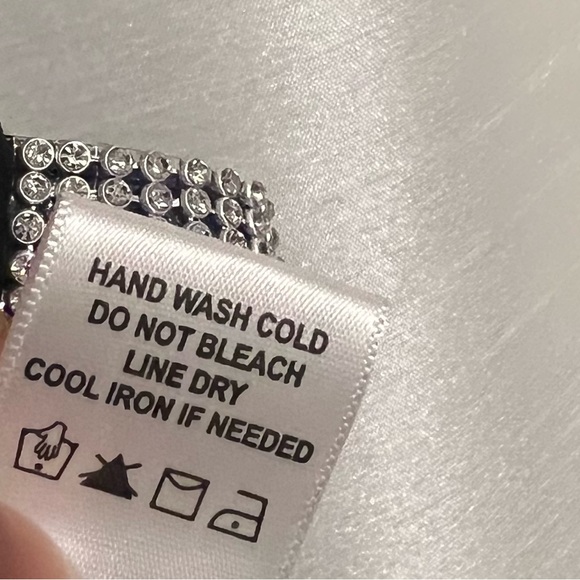 HAND WASH COLD
DO NOT BLEACH
LINE DRY
COOL IRON IF NEEDED